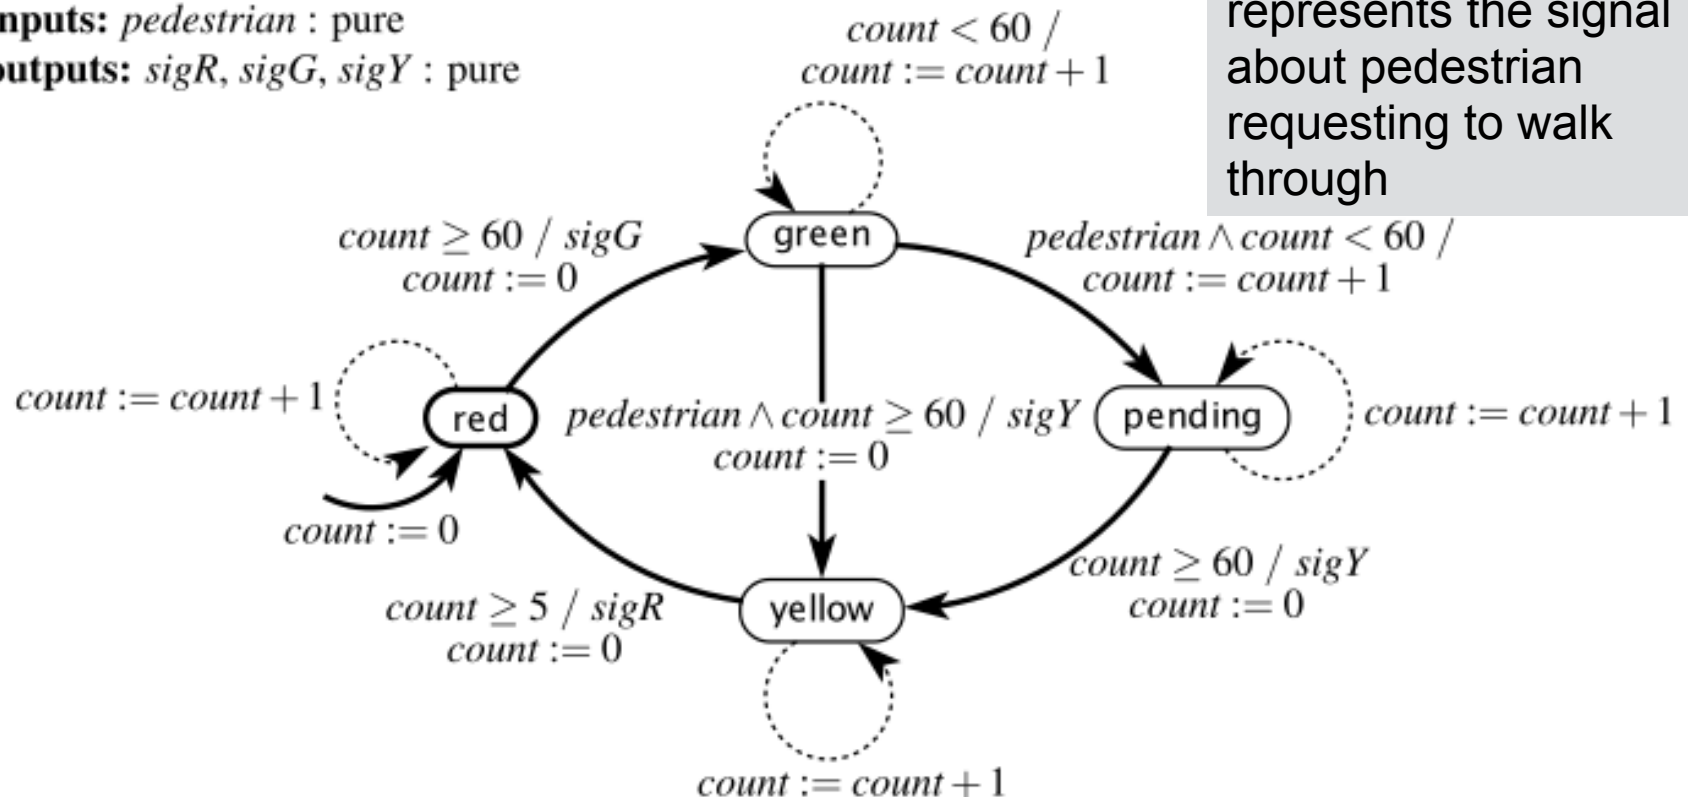 nputs: pedestrian : pure
outputs: sigR, sigG, sigY : pure
represents the signal
about pedestrian
requesting to walk
through
count < 60 /
count := count + 1
count ≥ 60 / sigG
count := 0
green
pedestrian ∧ count < 60 /
count := count + 1
count := count + 1
red
pedestrian ∧ count ≥ 60 / sigY
count := 0
pending
count := count + 1
count := 0
count ≥ 5 / sigR
count := 0
yellow
count ≥ 60 / sigY
count := 0
count := count + 1